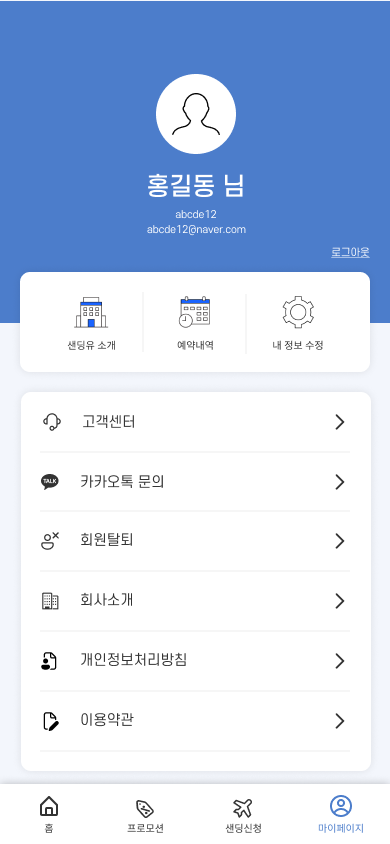 홍길동 님
abcde12
abcde12@naver.com
로그아웃
샌딩유 소개
예약내역
내 정보 수정
고객센터
TALK
카카오톡 문의
회원탈퇴
회사소개
개인정보처리방침
이용약관
홈
프로모션
샌딩신청
마이페이지